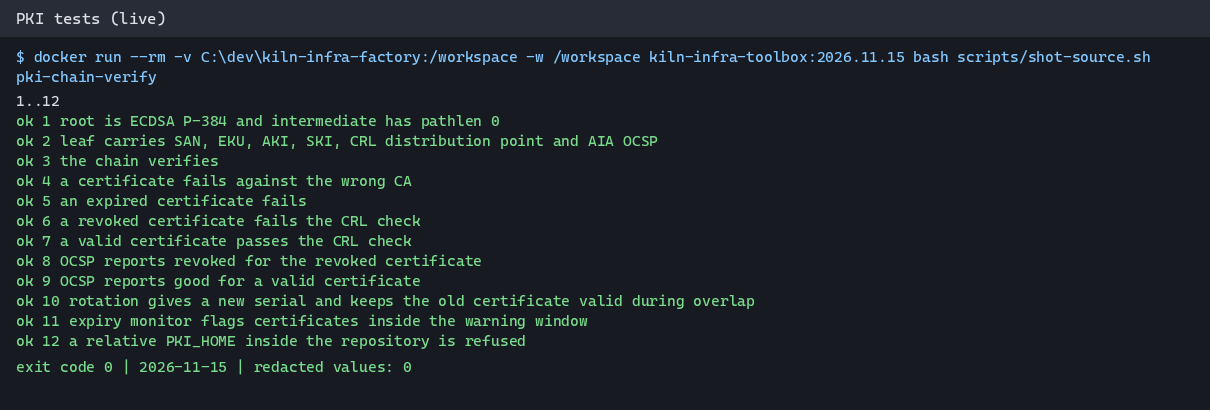 PKI tests (live)
$ docker run --rm -v C:\dev\kiln-infra-factory:/workspace -w /workspace kiln-infra-toolbox:2026.11.15 bash scripts/shot-source.sh
pki-chain-verify
1..12
ok 1 root is ECDSA P-384 and intermediate has pathlen 0
ok 2 leaf carries SAN, EKU, AKI, SKI, CRL distribution point and AIA OCSP
ok 3 the chain verifies
ok 4 a certificate fails against the wrong CA
ok 5 an expired certificate fails
ok 6 a revoked certificate fails the CRL check
ok 7 a valid certificate passes the CRL check
ok 8 OCSP reports revoked for the revoked certificate
ok 9 OCSP reports good for a valid certificate
ok 10 rotation gives a new serial and keeps the old certificate valid during overlap
ok 11 expiry monitor flags certificates inside the warning window
ok 12 a relative PKI_HOME inside the repository is refused
exit code 0 | 2026-11-15 | redacted values: 0